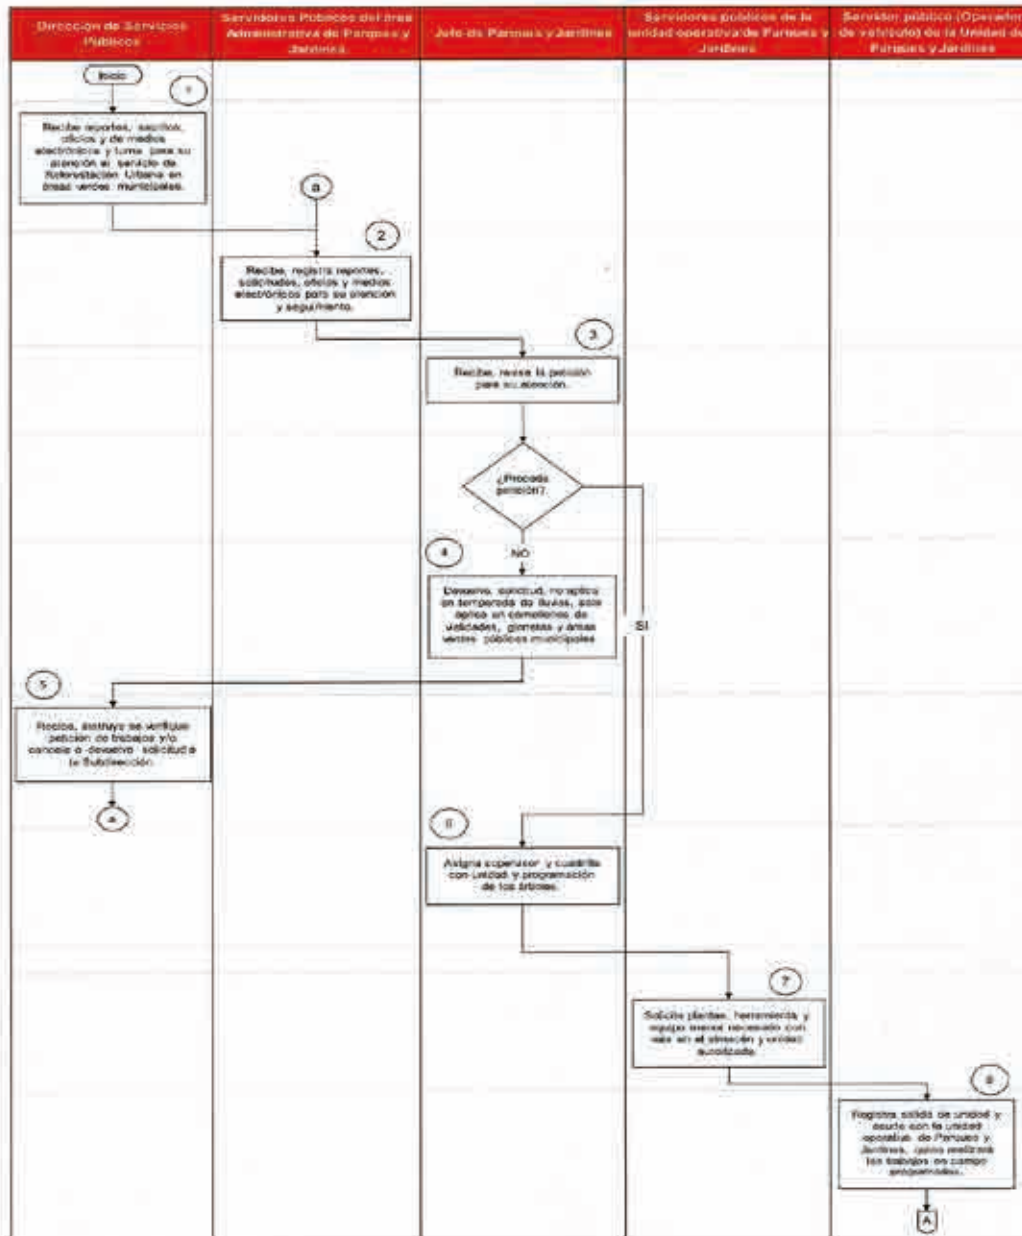 Dirección de Servicios
Públicos
Servidores Públicos del área
Administrativa de Parques y
Jardines
Jefe de Parques y Jardines
Servidores públicos de la
unidad operativa de Parques y
Jardines
Servidor público (Operador
de vehículo) de la Unidad de
Parques y Jardines
Inicio
1
Recibe reportes, escritos,
oficios y de medios
electrónicos y turna para su
atención el servicio de
Reforestación Urbana en
áreas verdes municipales.
a
2
Recibe, registra reportes,
solicitudes, oficios y medios
electrónicos para su atención
y seguimiento.
3
Recibe, revisa la petición
para su atención.
¿Procede
petición?
NO
SI
4
Devuelve, solicitud, no aplica
en temporada de lluvias, solo
aplica en camellones de
vialidades, glorietas y áreas
verdes públicas municipales
5
Recibe, instruye se verifique
petición de trabajos y/o
cancele o devuelve solicitud a
la Subdirección.
a
6
Asigna supervisor y cuadrilla
con unidad y programación
de los árboles.
7
Solicita plantas, herramienta y
equipo menor necesario con
vale en el almacén y unidad
autorizada.
8
Registra salida de unidad y
acude con la unidad
operativa de Parques y
Jardines, quien realizará
los trabajos en campo
programados.
A